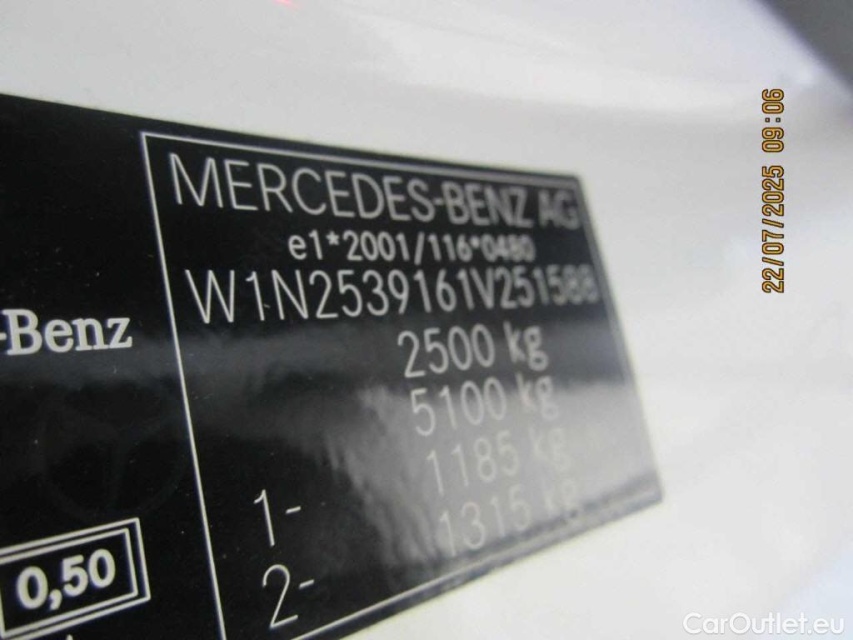 MERCEDES-BENZ AG
e1*2001/116*0480
W1N2539161V251588
2500 kg
5100 kg
1- 1185 kg
2- 1315 kg
-Benz
0,50
22/07/2025 09:06
CarOutlet.eu